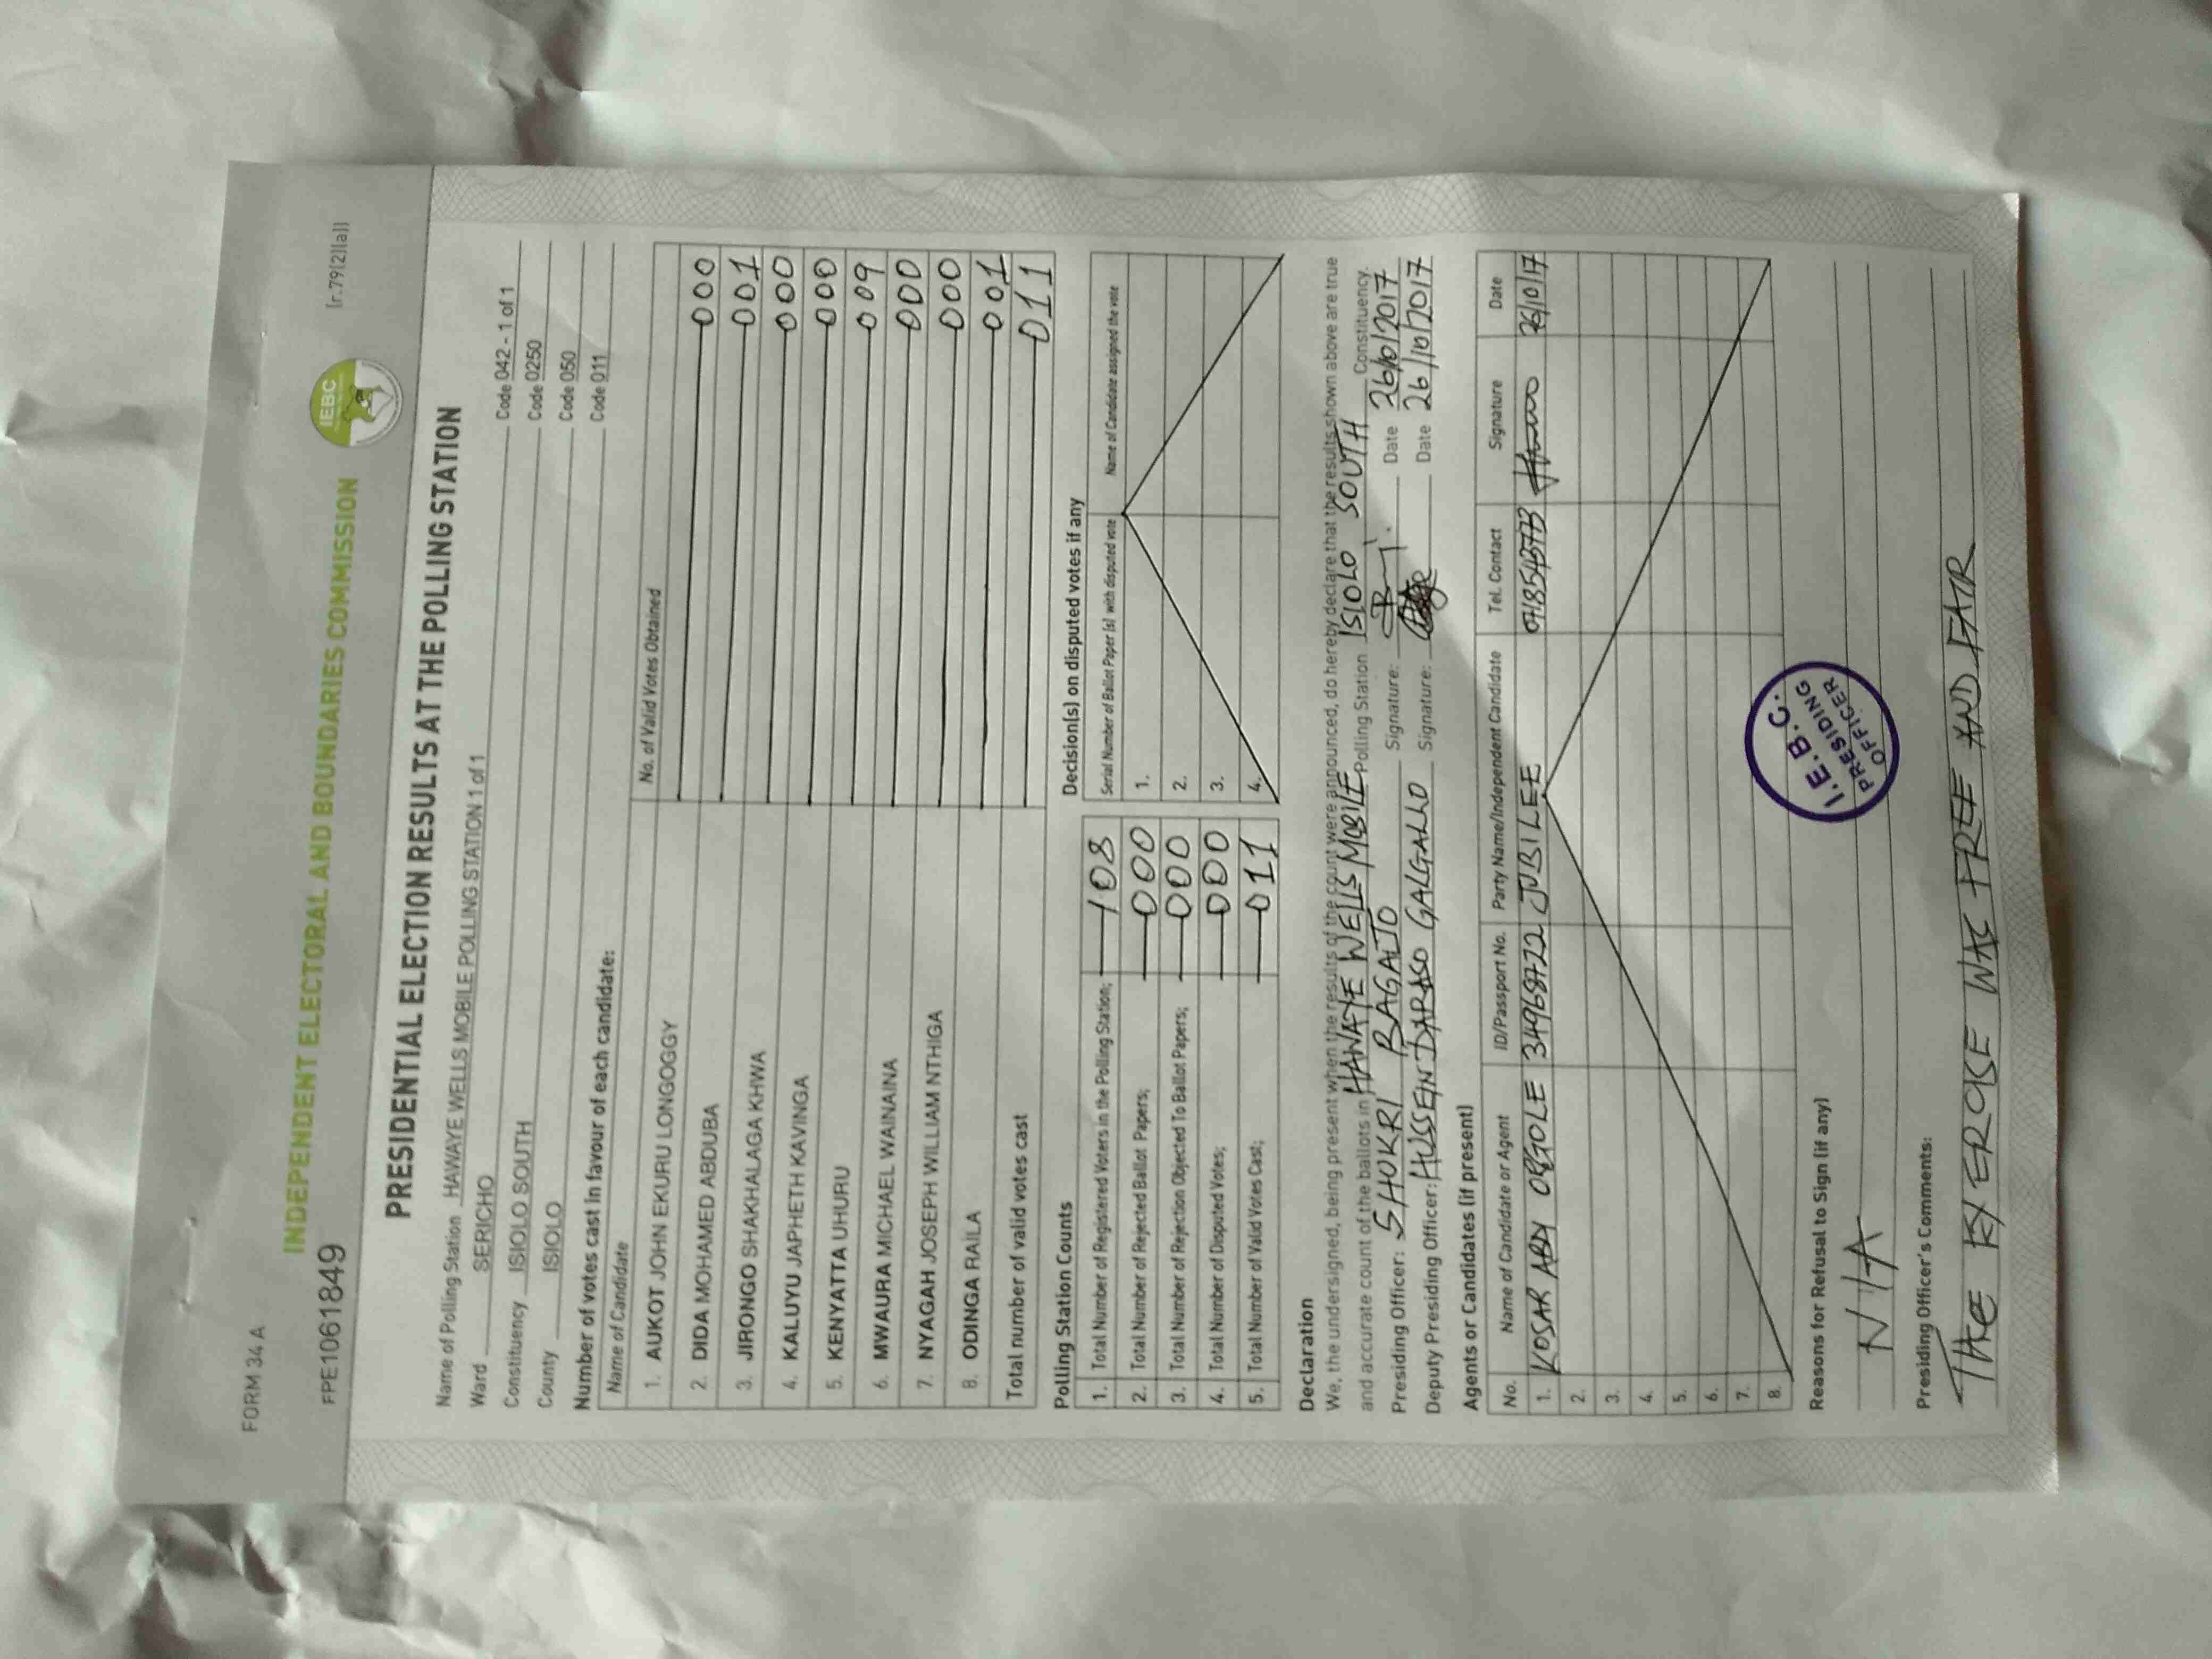 FORM 34 A
INDEPENDENT ELECTORAL AND BOUNDARIES COMMISSION
IEBC
FPE1061849
[r.79(2)(a)]
PRESIDENTIAL ELECTION RESULTS AT THE POLLING STATION
Name of Polling Station HAWAYE WELLS MOBILE POLLING STATION 1 of 1 Code 042 - 1 of 1
Ward SERICHO Code 0250
Constituency ISIOLO SOUTH Code 050
County ISIOLO Code 011
Number of votes cast in favour of each candidate:
Name of Candidate No. of Valid Votes Obtained
1. AUKOT JOHN EKURU LONGOGGY 000
2. DIDA MOHAMED ABDUBA 001
3. JIRONGO SHAKHALAGA KHWA 000
4. KALUYU JAPHETH KAVINGA 000
5. KENYATTA UHURU 009
6. MWAURA MICHAEL WAINAINA 000
7. NYAGAH JOSEPH WILLIAM NTHIGA 000
8. ODINGA RAILA 001
Total number of valid votes cast 011
Polling Station Counts
1. Total Number of Registered Voters in the Polling Station; 108
2. Total Number of Rejected Ballot Papers; 000
3. Total Number of Rejection Objected To Ballot Papers; 000
4. Total Number of Disputed Votes; 000
5. Total Number of Valid Votes Cast; 011
Decision(s) on disputed votes if any
Serial Number of Ballot Paper (s) with disputed vote Name of Candidate assigned the vote
1.
2.
3.
4.
Declaration
We, the undersigned, being present when the results of the count were announced, do hereby declare that the results shown above are true
and accurate count of the ballots in HAWAYE WELLS MOBILE Polling Station ISIOLO SOUTH Constituency.
Presiding Officer: SHUKRI RAGALTO Signature: Date 26/10/2017
Deputy Presiding Officer: HUSSEIN DARASO GALGALLO Signature: Date 26/10/2017
Agents or Candidates (if present)
No. Name of Candidate or Agent ID/Passport No. Party Name/Independent Candidate Tel. Contact Signature Date
1. KOSAR ABDY JUBILEE 26/10/17
2.
3.
4.
5.
6.
7.
8.
Reasons for Refusal to Sign (if any)
N/A
I.E.B.C.
PRESIDING
OFFICER
Presiding Officer's Comments:
THE EXERCISE WAS FREE AND FAIR